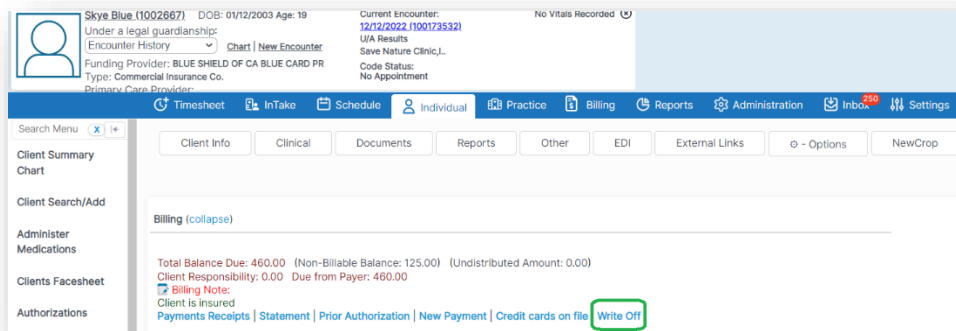 Skye Blue (1002667) DOB: 01/12/2003 Age: 19
Under a legal guardianship:
Encounter History
Chart | New Encounter
Funding Provider: BLUE SHIELD OF CA BLUE CARD PR
Type: Commercial Insurance Co.
Primary Care Provider:
Current Encounter:
12/12/2022 (100173532)
U/A Results
Save Nature Clinic,I..
Code Status:
No Appointment
No Vitals Recorded
Timesheet InTake Schedule Individual Practice Billing Reports Administration Inbox 250 Settings
Search Menu X
Client Summary
Chart
Client Search/Add
Administer
Medications
Clients Facesheet
Authorizations
Client Info Clinical Documents Reports Other EDI External Links - Options NewCrop
Billing (collapse)
Total Balance Due: 460.00 (Non-Billable Balance: 125.00) (Undistributed Amount: 0.00)
Client Responsibility: 0.00 Due from Payer: 460.00
Billing Note:
Client is insured
Payments Receipts | Statement | Prior Authorization | New Payment | Credit cards on file | Write Off